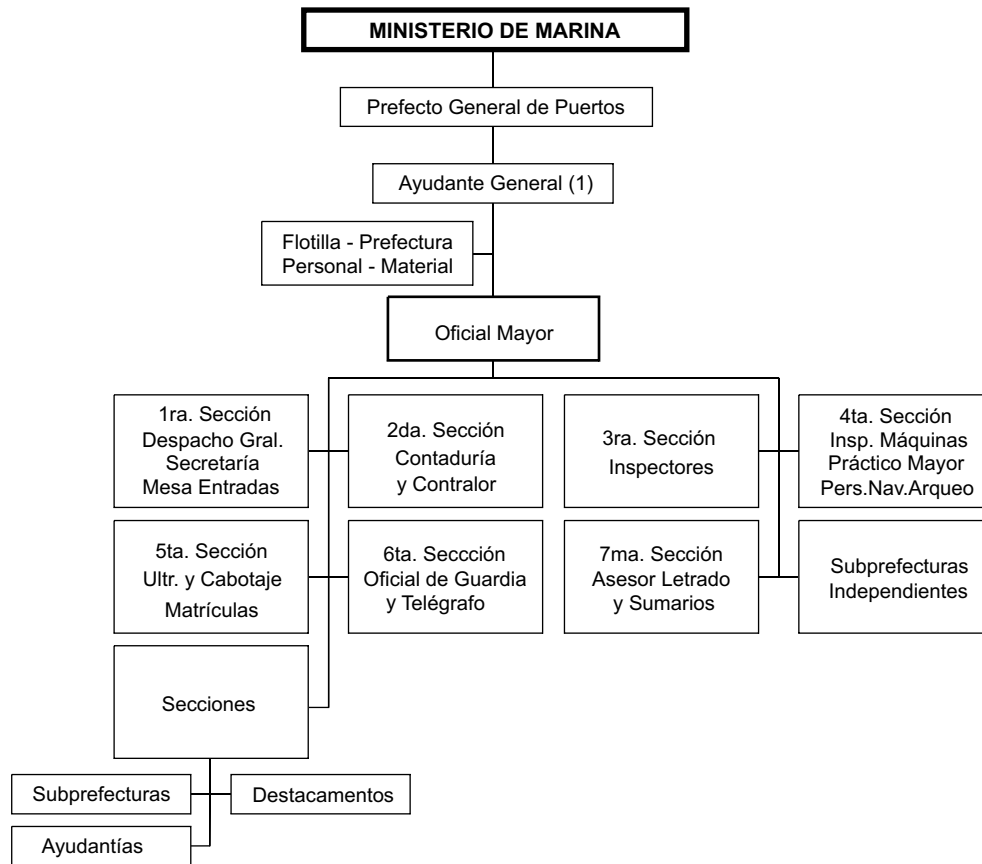 MINISTERIO DE MARINA
Prefecto General de Puertos
Ayudante General (1)
Flotilla - Prefectura
Personal - Material
Oficial Mayor
1ra. Sección
Despacho Gral.
Secretaría
Mesa Entradas
2da. Sección
Contaduría
y Contralor
3ra. Sección
Inspectores
4ta. Sección
Insp. Máquinas
Práctico Mayor
Pers.Nav.Arqueo
5ta. Sección
Ultr. y Cabotaje
Matrículas
6ta. Seccción
Oficial de Guardia
y Telégrafo
7ma. Sección
Asesor Letrado
y Sumarios
Subprefecturas
Independientes
Secciones
Subprefecturas
Destacamentos
Ayudantías